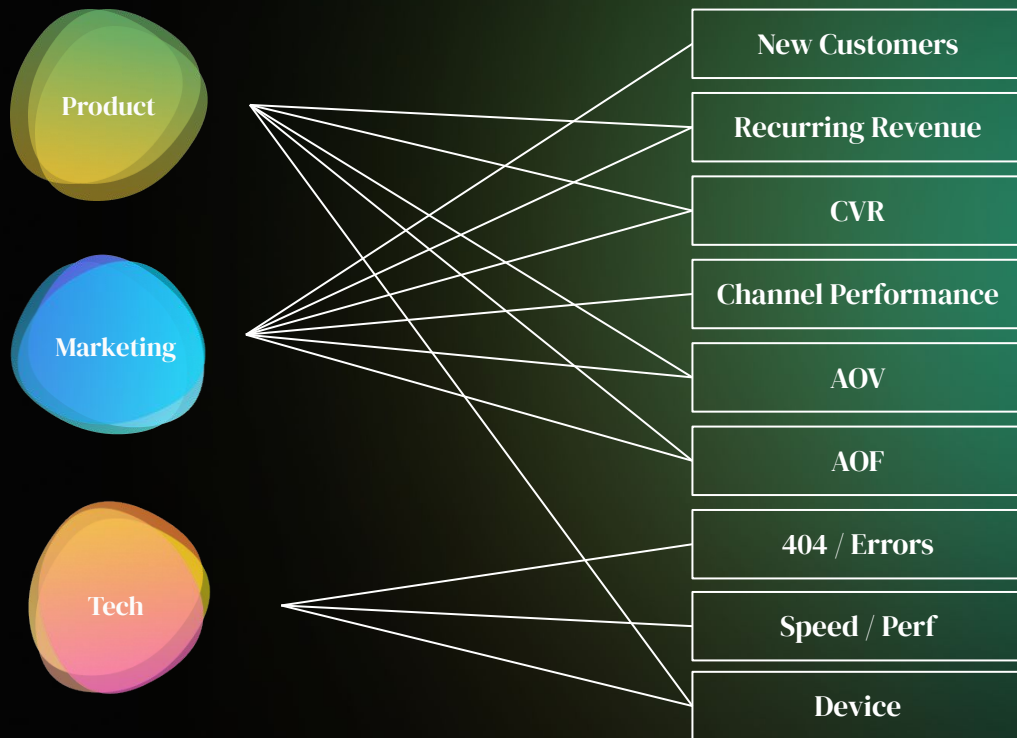 Product
Marketing
Tech
New Customers
Recurring Revenue
CVR
Channel Performance
AOV
AOF
404 / Errors
Speed / Perf
Device